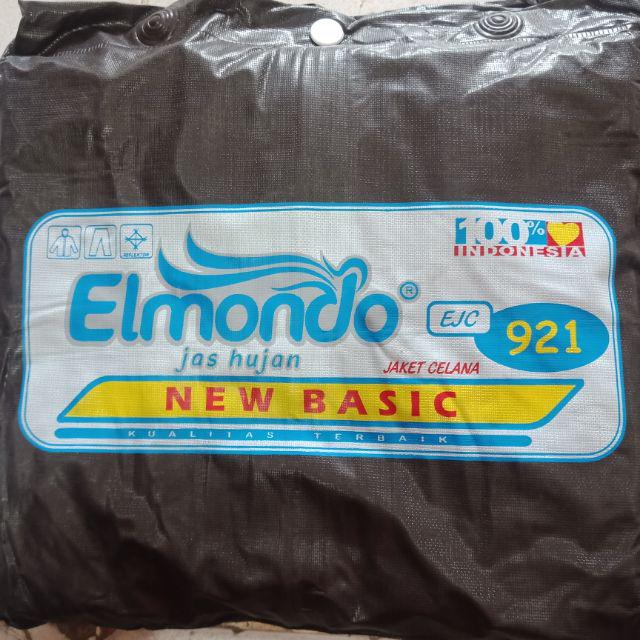 REFLEKTOR
100%
INDONESIA
Elmondo®
jas hujan
EJC
921
JAKET CELANA
NEW BASIC
KUALITAS TERBAIK